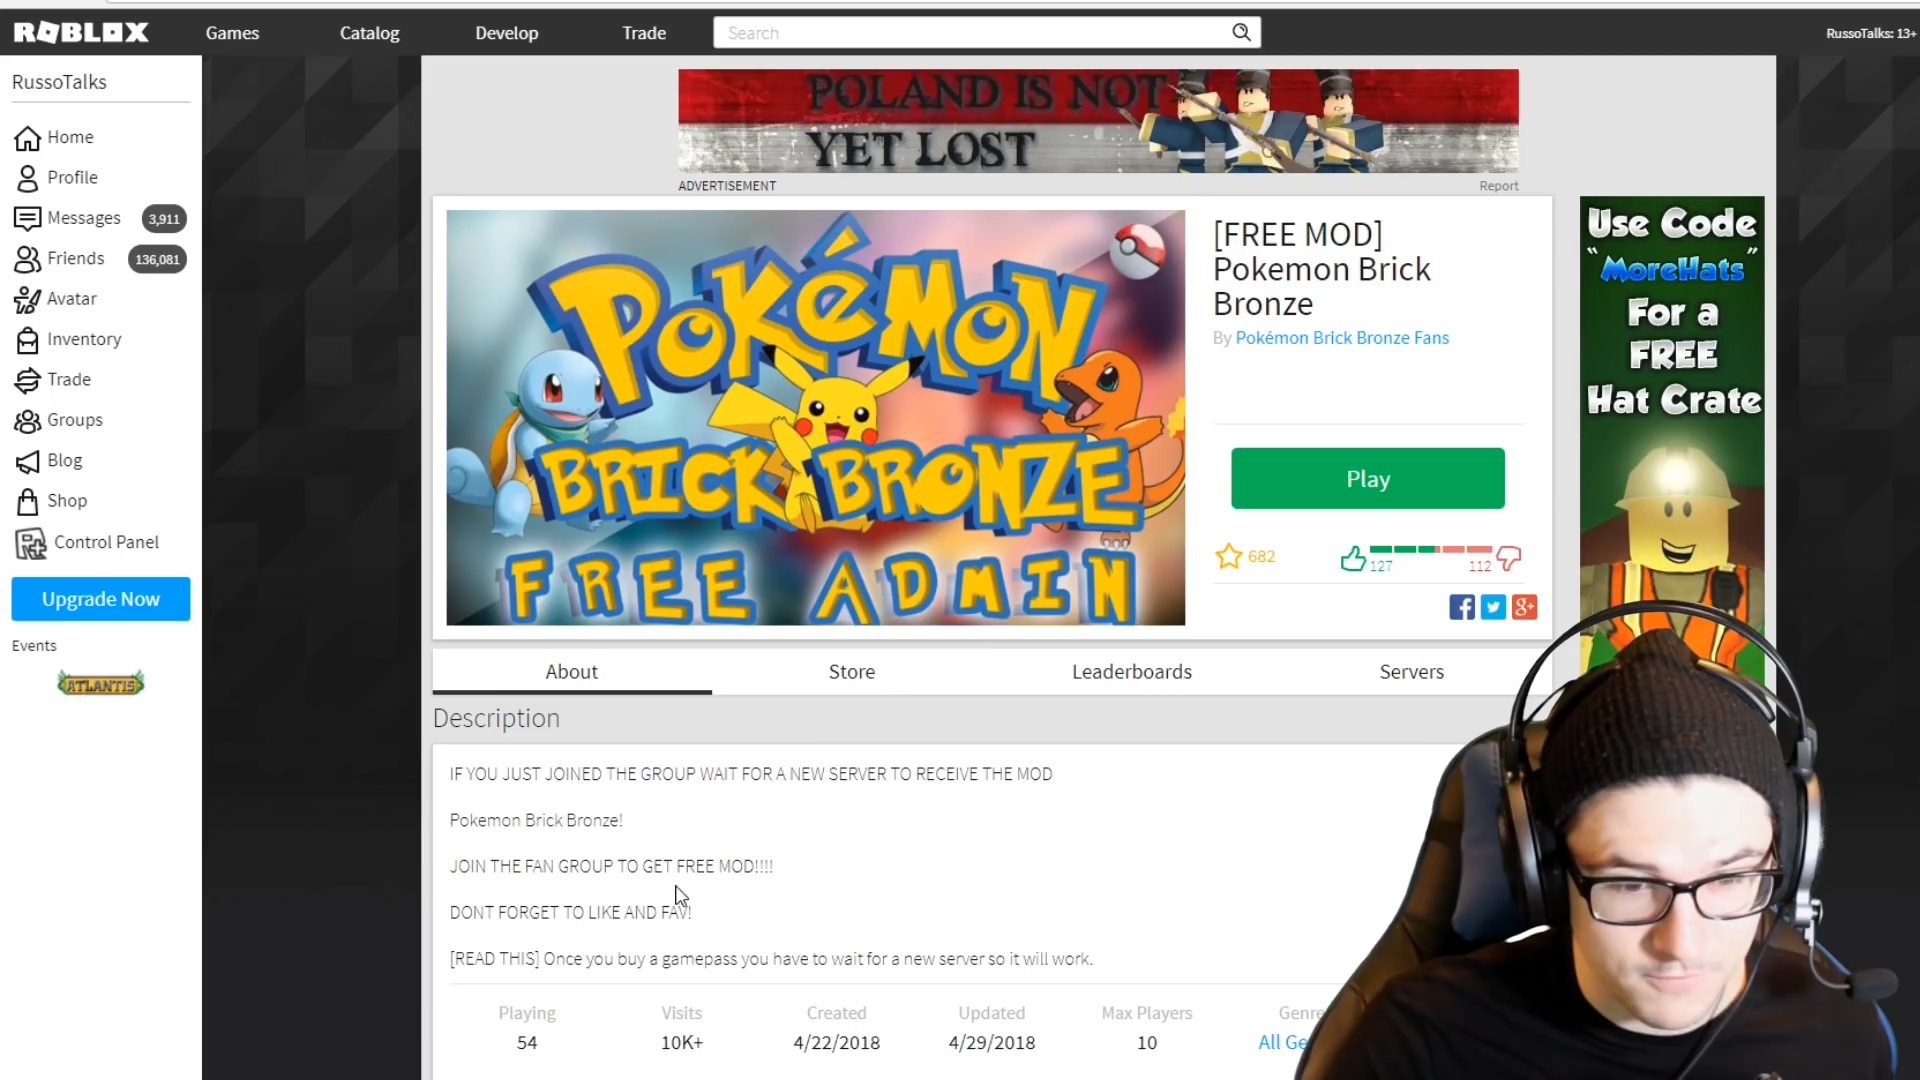 ROBLOX
Games
Catalog
Develop
Trade
Search
RussoTalks: 13+
RussoTalks
Home
Profile
Messages 3,911
Friends 136,081
Avatar
Inventory
Trade
Groups
Blog
Shop
Control Panel
Upgrade Now
Events
ATLANTIS
POLAND IS NOT
YET LOST
ADVERTISEMENT
Report
POKéMON
BRICK BRONZE
FREE ADMIN
[FREE MOD]
Pokemon Brick
Bronze
By Pokémon Brick Bronze Fans
Play
682
127
112
Use Code
"MoreHats"
For a
FREE
Hat Crate
About
Store
Leaderboards
Servers
Description
IF YOU JUST JOINED THE GROUP WAIT FOR A NEW SERVER TO RECEIVE THE MOD
Pokemon Brick Bronze!
JOIN THE FAN GROUP TO GET FREE MOD!!!!
DONT FORGET TO LIKE AND FAV!
[READ THIS] Once you buy a gamepass you have to wait for a new server so it will work.
Playing
Visits
Created
Updated
Max Players
Genre
54
10K+
4/22/2018
4/29/2018
10
All Ge